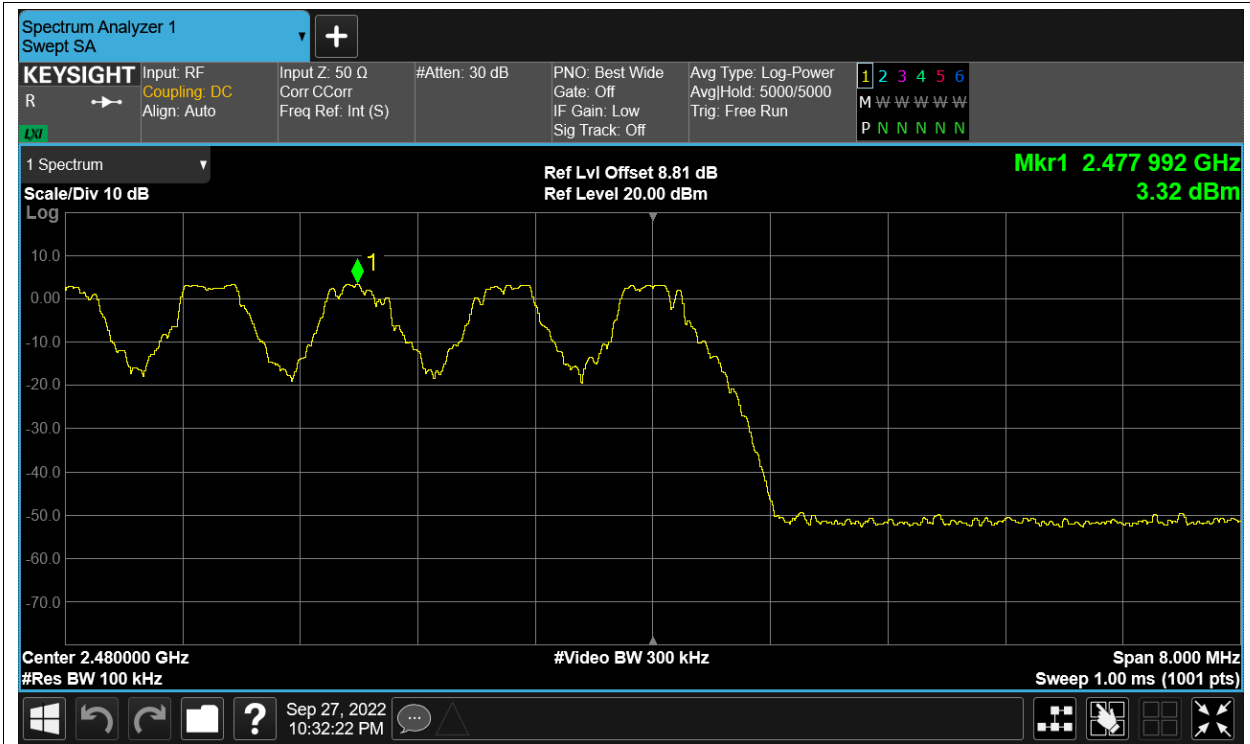 Spectrum Analyzer 1
Swept SA
KEYSIGHT
R
LXI
Input: RF
Coupling: DC
Align: Auto
Input Z: 50 Ω
Corr CCorr
Freq Ref: Int (S)
#Atten: 30 dB
PNO: Best Wide
Gate: Off
IF Gain: Low
Sig Track: Off
Avg Type: Log-Power
Avg|Hold: 5000/5000
Trig: Free Run
1 2 3 4 5 6
M W W W W W
P N N N N N
1 Spectrum
Scale/Div 10 dB
Log
Ref Lvl Offset 8.81 dB
Ref Level 20.00 dBm
Mkr1 2.477 992 GHz
3.32 dBm
1
10.0
0.00
-10.0
-20.0
-30.0
-40.0
-50.0
-60.0
-70.0
Center 2.480000 GHz
#Res BW 100 kHz
#Video BW 300 kHz
Span 8.000 MHz
Sweep 1.00 ms (1001 pts)
?
Sep 27, 2022
10:32:22 PM